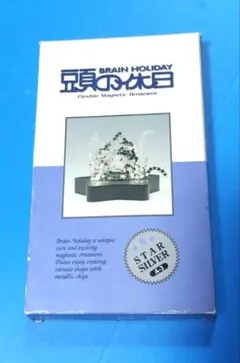 BRAIN HOLIDAY
頭の休日
Flexible Magnetic Ornament
Brain Holiday is unique,
cute and exciting
magnetic ornament.
Please enjoy creating
various shape with
metallic chips.
STAR
SILVER